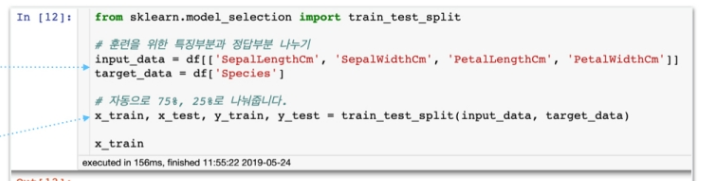 In [12]: from sklearn.model_selection import train_test_split
# 훈련을 위한 특징부분과 정답부분 나누기
input_data = df[['SepalLengthCm', 'SepalWidthCm', 'PetalLengthCm', 'PetalWidthCm']]
target_data = df['Species']
# 자동으로 75%, 25%로 나눠줍니다.
x_train, x_test, y_train, y_test = train_test_split(input_data, target_data)
x_train
executed in 156ms, finished 11:55:22 2019-05-24